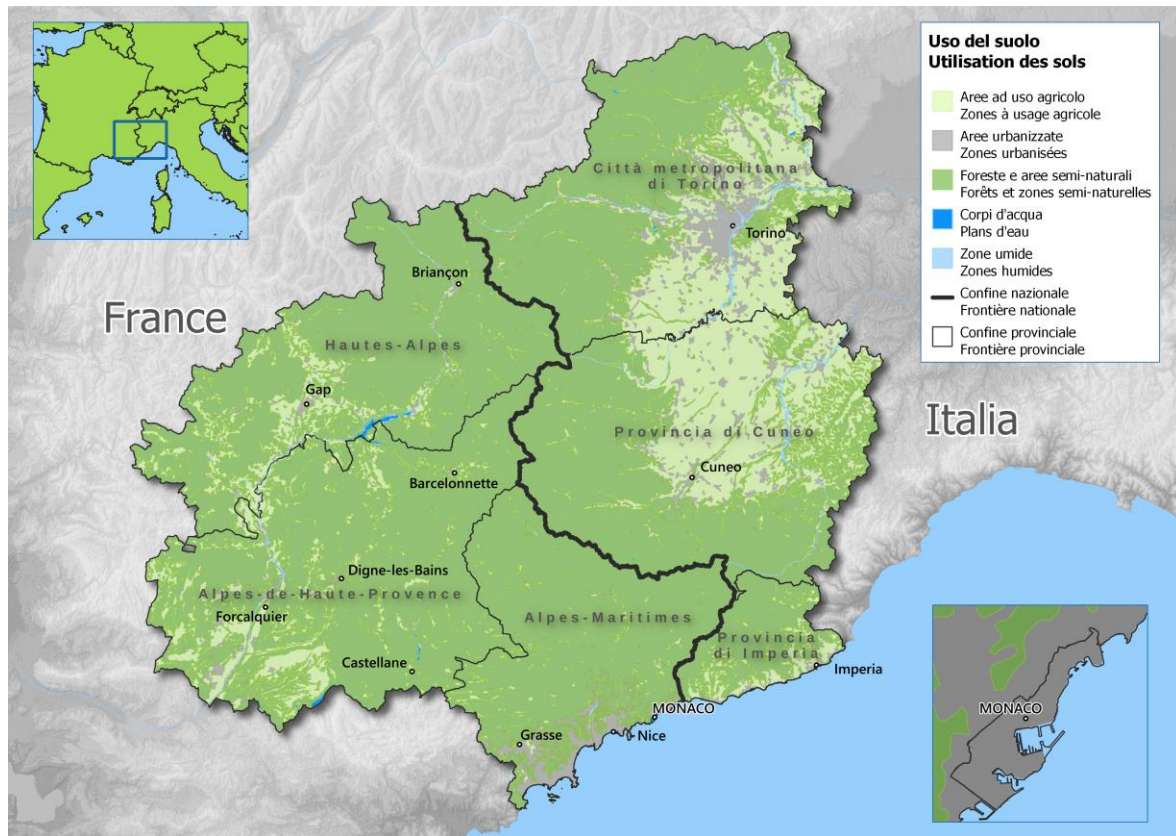 Uso del suolo
Utilisation des sols
Aree ad uso agricolo
Zones à usage agricole
Aree urbanizzate
Zones urbanisées
Foreste e aree semi-naturali
Forêts et zones semi-naturelles
Corpi d'acqua
Plans d'eau
Zone umide
Zones humides
Confine nazionale
Frontière nationale
Confine provinciale
Frontière provinciale
Città metropolitana
di Torino
Torino
Briançon
France
Hautes-Alpes
Gap
Italia
Provincia di Cuneo
Cuneo
Barcelonnette
Digne-les-Bains
Alpes-de-Haute-Provence
Forcalquier
Alpes-Maritimes
Provincia
di Imperia
Castellane
Imperia
MONACO
Grasse
Nice
MONACO